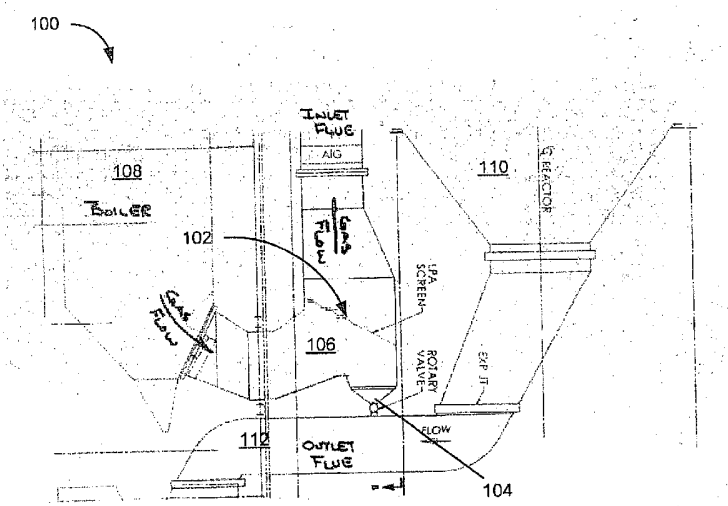 100
INLET
FLUE
AIG
108
BOILER
110
℄ REACTOR
GAS
FLOW
102
LPA
SCREEN
GAS
FLOW
106
ROTARY
VALVE
EXP JT
112
OUTLET
FLUE
FLOW
104